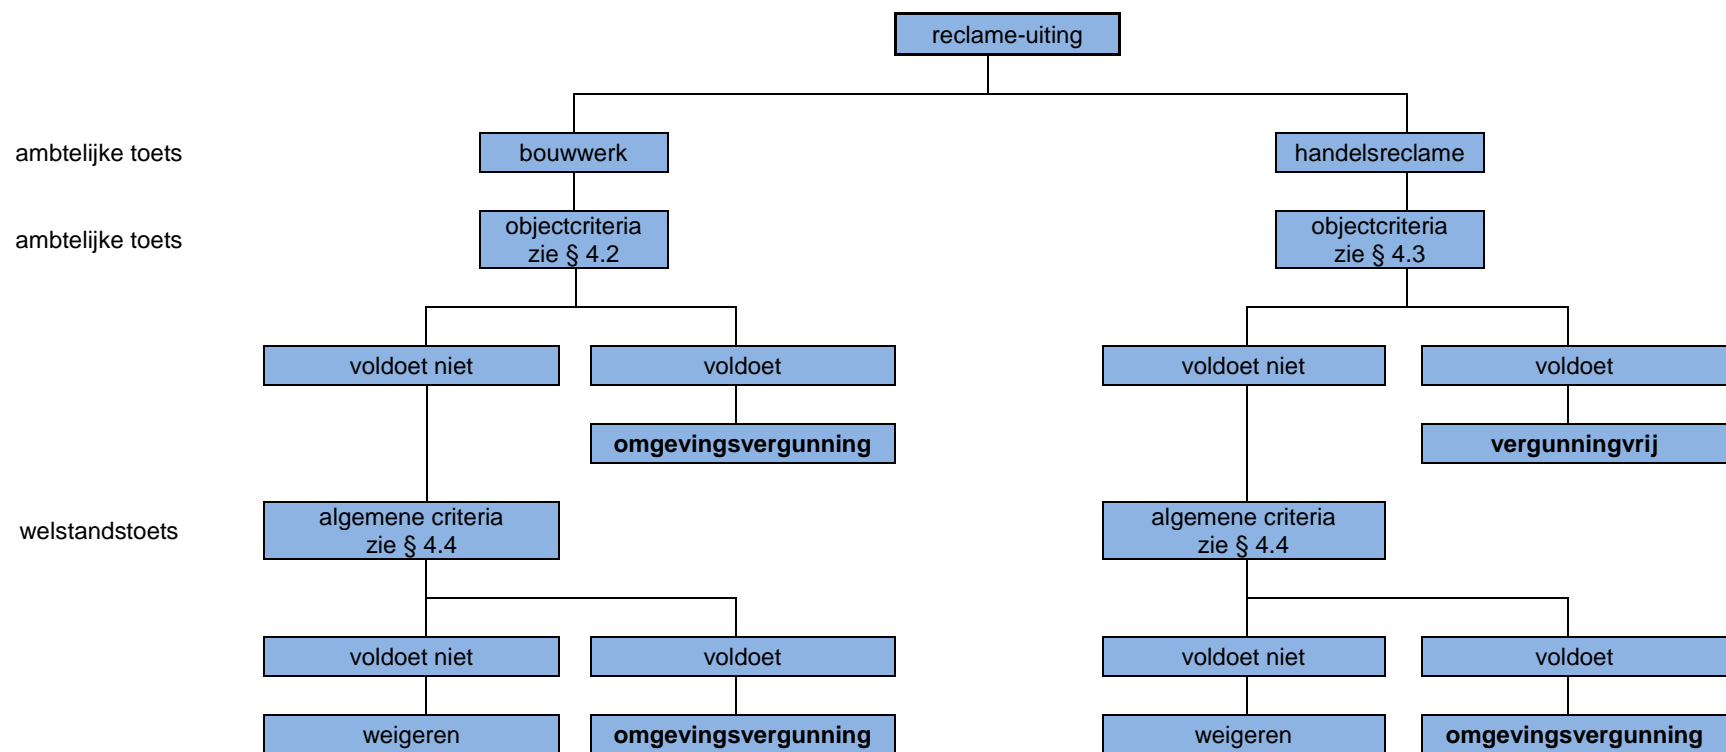 reclame-uiting
ambtelijke toets
bouwwerk
handelsreclame
ambtelijke toets
objectcriteria
zie § 4.2
objectcriteria
zie § 4.3
voldoet niet
voldoet
voldoet niet
voldoet
omgevingsvergunning
vergunningvrij
welstandstoets
algemene criteria
zie § 4.4
algemene criteria
zie § 4.4
voldoet niet
voldoet
voldoet niet
voldoet
weigeren
omgevingsvergunning
weigeren
omgevingsvergunning